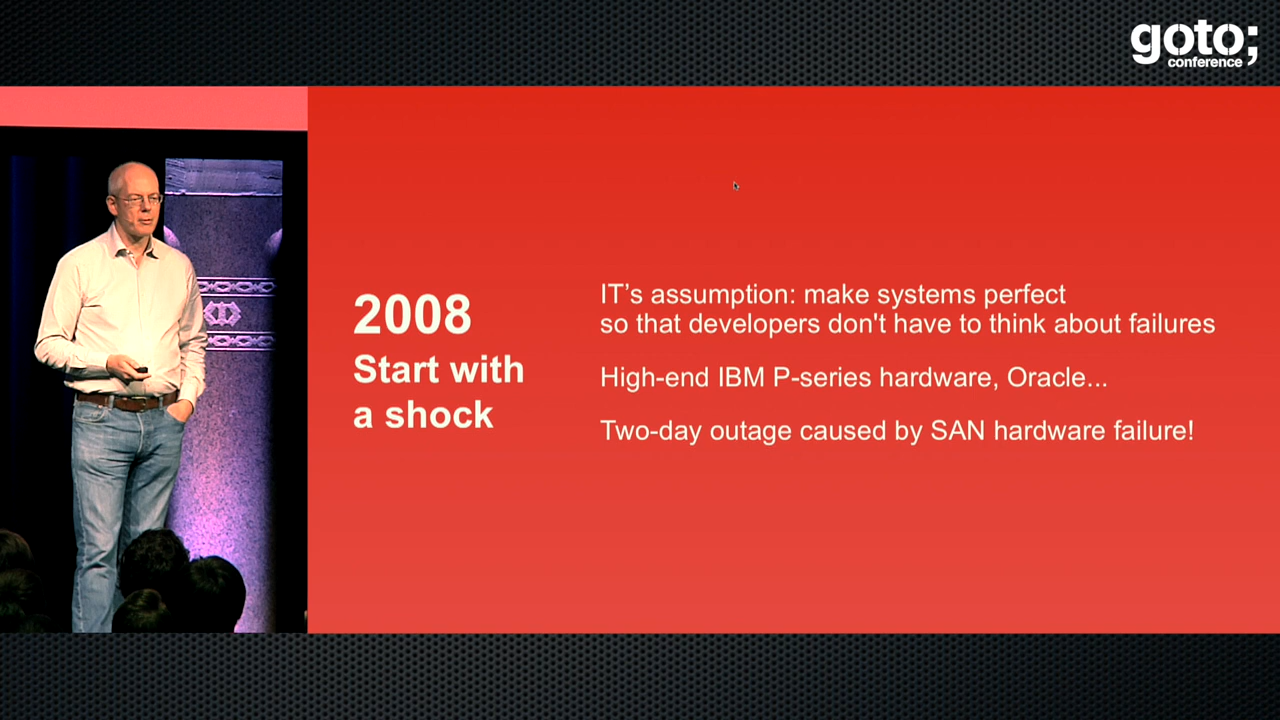 goto;
conference
2008
Start with
a shock
IT's assumption: make systems perfect
so that developers don't have to think about failures
High-end IBM P-series hardware, Oracle...
Two-day outage caused by SAN hardware failure!